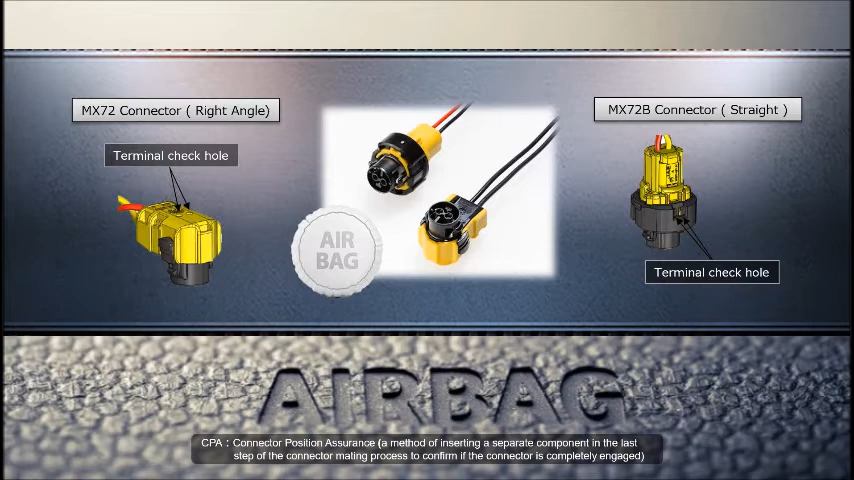 MX72 Connector ( Right Angle)
MX72B Connector ( Straight )
Terminal check hole
AIR
BAG
Terminal check hole
AIRBAG
CPA : Connector Position Assurance (a method of inserting a separate component in the last
step of the connector mating process to confirm if the connector is completely engaged)